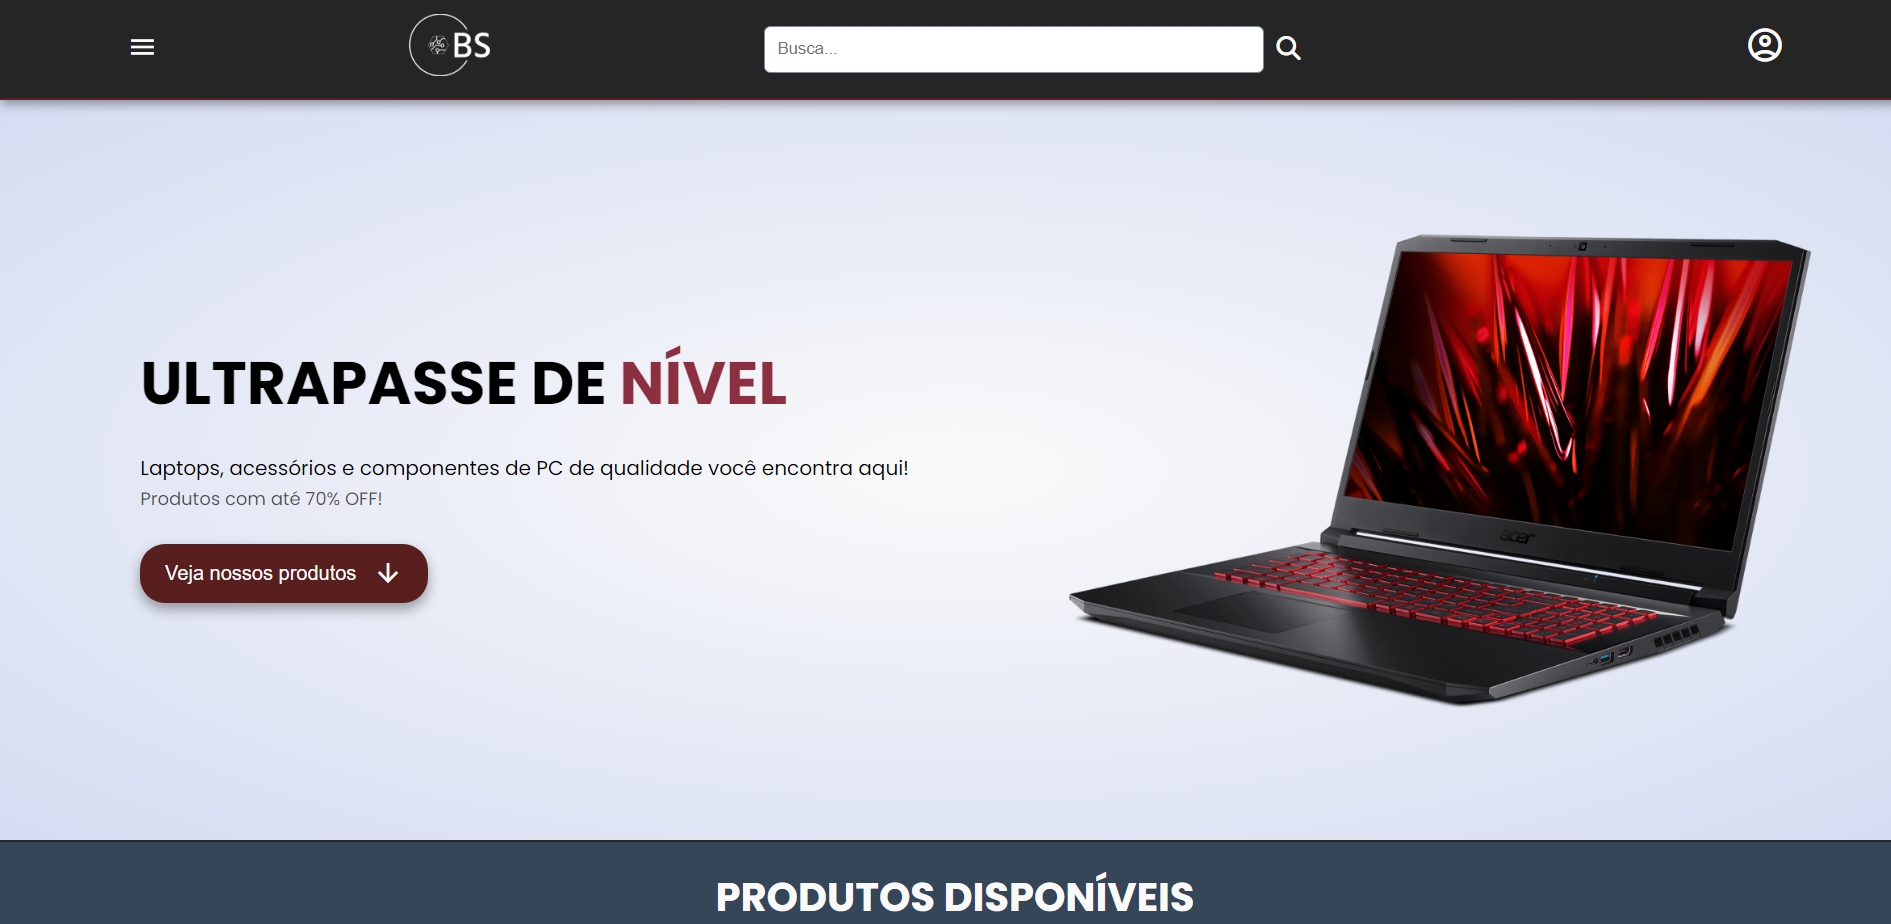 BS
Busca...
ULTRAPASSE DE NÍVEL
Laptops, acessórios e componentes de PC de qualidade você encontra aqui!
Produtos com até 70% OFF!
Veja nossos produtos
acer
PRODUTOS DISPONÍVEIS